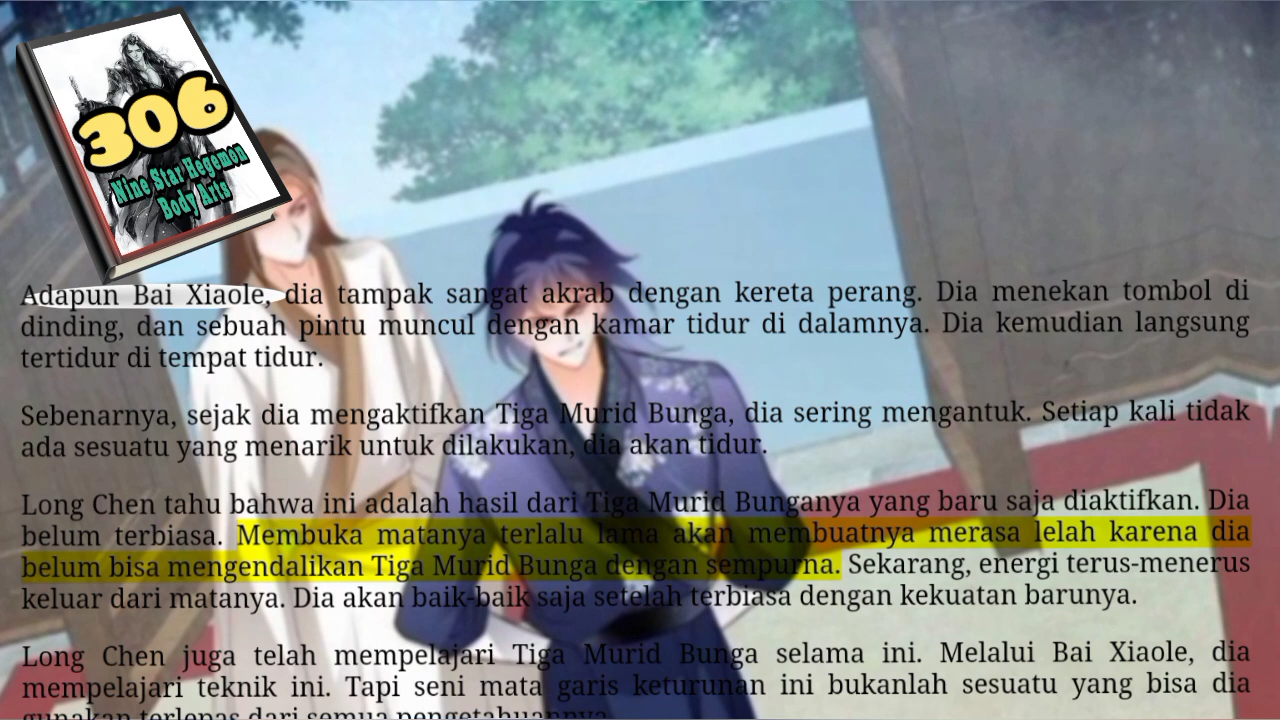 306
Nine Star Hegemon
Body Arts
Adapun Bai Xiaole, dia tampak sangat akrab dengan kereta perang. Dia menekan tombol di
dinding, dan sebuah pintu muncul dengan kamar tidur di dalamnya. Dia kemudian langsung
tertidur di tempat tidur.
Sebenarnya, sejak dia mengaktifkan Tiga Murid Bunga, dia sering mengantuk. Setiap kali tidak
ada sesuatu yang menarik untuk dilakukan, dia akan tidur.
Long Chen tahu bahwa ini adalah hasil dari Tiga Murid Bunganya yang baru saja diaktifkan. Dia
belum terbiasa. Membuka matanya terlalu lama akan membuatnya merasa lelah karena dia
belum bisa mengendalikan Tiga Murid Bunga dengan sempurna. Sekarang, energi terus-menerus
keluar dari matanya. Dia akan baik-baik saja setelah terbiasa dengan kekuatan barunya.
Long Chen juga telah mempelajari Tiga Murid Bunga selama ini. Melalui Bai Xiaole, dia
mempelajari teknik ini. Tapi seni mata garis keturunan ini bukanlah sesuatu yang bisa dia
gunakan terlepas dari semua pengetahuannya.